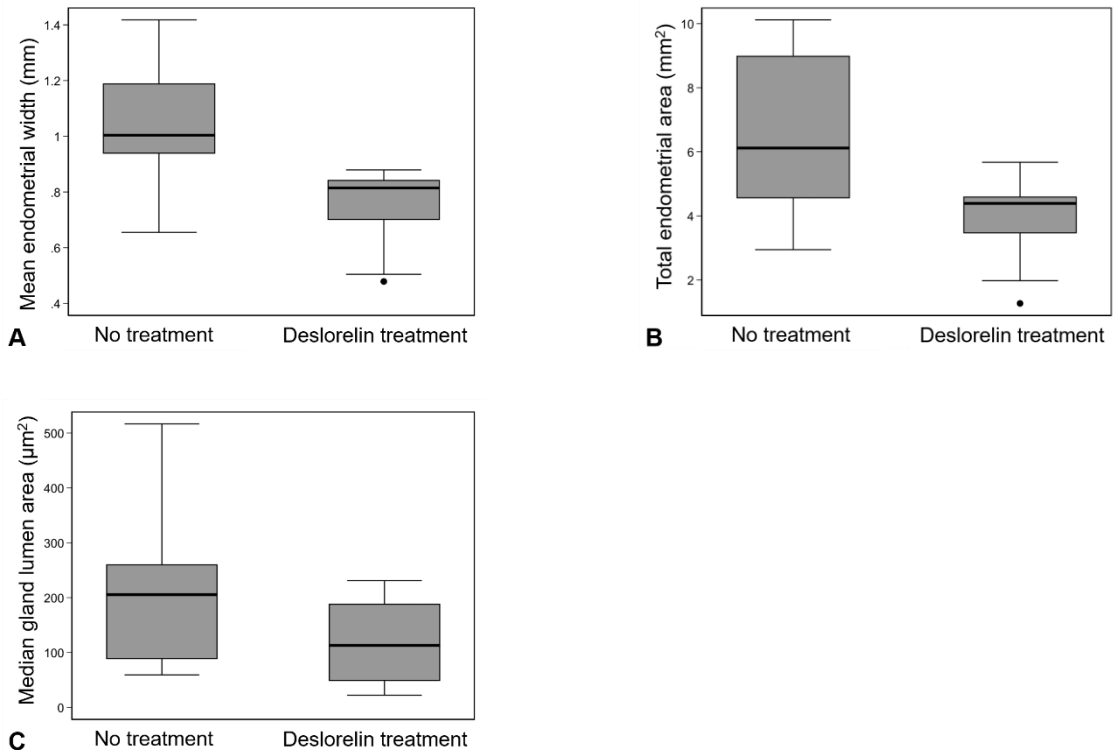 Mean endometrial width (mm)
1.4
1.2
1
.8
.6
.4
No treatment
Deslorelin treatment
A
Total endometrial area (mm²)
10
8
6
4
2
No treatment
Deslorelin treatment
B
Median gland lumen area (µm²)
500
400
300
200
100
0
No treatment
Deslorelin treatment
C